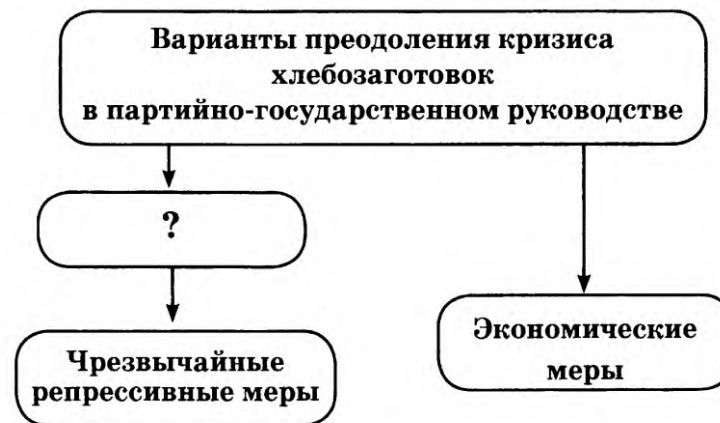 Варианты преодоления кризиса
хлебозаготовок
в партийно-государственном руководстве
?
Чрезвычайные
репрессивные меры
Экономические
меры